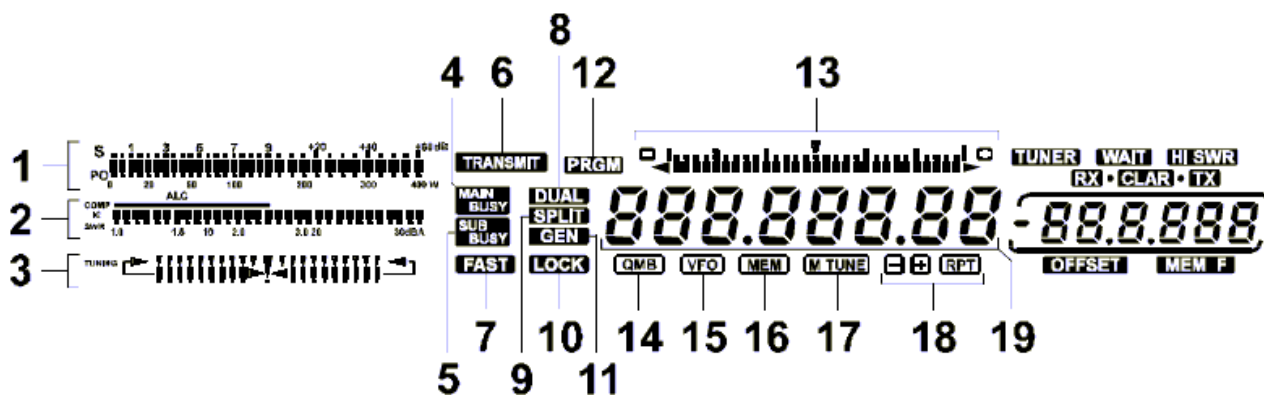 8
4 6 12 13
1 S 1 3 5 7 9 +20 +40 +60dB
PO 0 20 50 100 200 300 400 W
TRANSMIT PRGM
TUNER WAIT HI SWR
RX • CLAR • TX
2 COMP ALC
SWR 1.0 1.5 10 2.0 3.0 20 30dBA
MAIN BUSY DUAL
SUB BUSY SPLIT
GEN
888.888.88
-88.8.888
3 TUNING
FAST LOCK
QMB VFO MEM M TUNE - + RPT
OFFSET MEM F
7 10 14 15 16 17 18 19
5 9 11